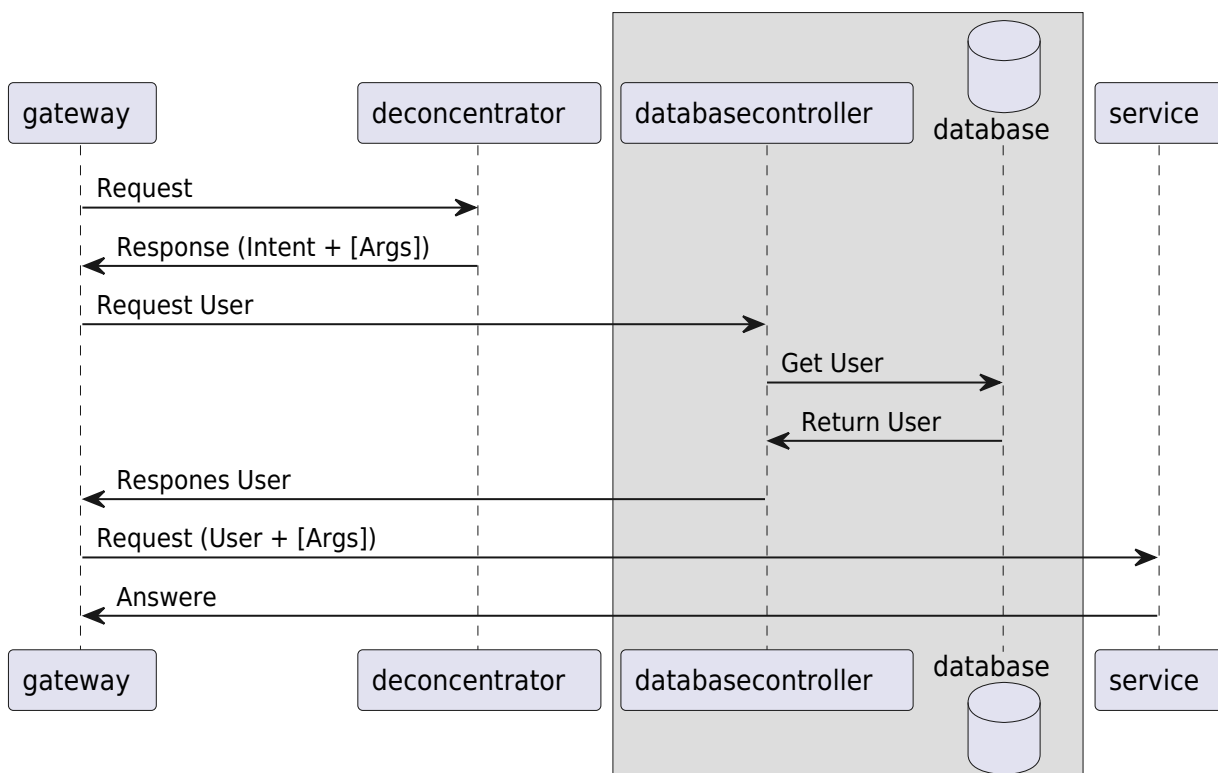 gateway
deconcentrator
databasecontroller
database
service
Request
Response (Intent + [Args])
Request User
Get User
Return User
Respones User
Request (User + [Args])
Answere
gateway
deconcentrator
databasecontroller
database
service